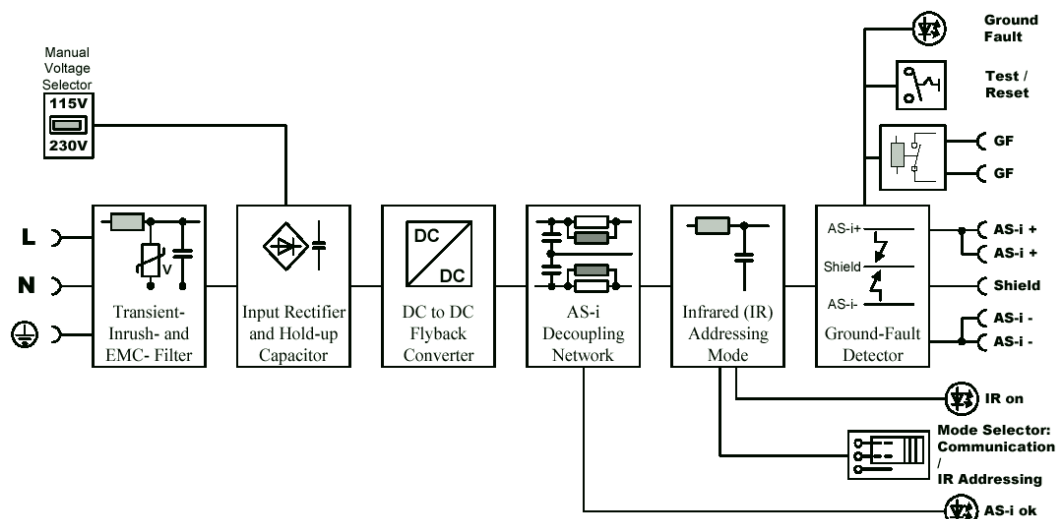 Ground
Fault
Manual
Voltage
Selector
115V
230V
Test /
Reset
GF
GF
L
N
V
Transient-
Inrush- and
EMC- Filter
Input Rectifier
and Hold-up
Capacitor
DC
DC
DC to DC
Flyback
Converter
AS-i
Decoupling
Network
Infrared (IR)
Addressing
Mode
AS-i+
Shield
AS-i-
Ground-Fault
Detector
AS-i +
AS-i +
Shield
AS-i -
AS-i -
IR on
Mode Selector:
Communication
/
IR Addressing
AS-i ok